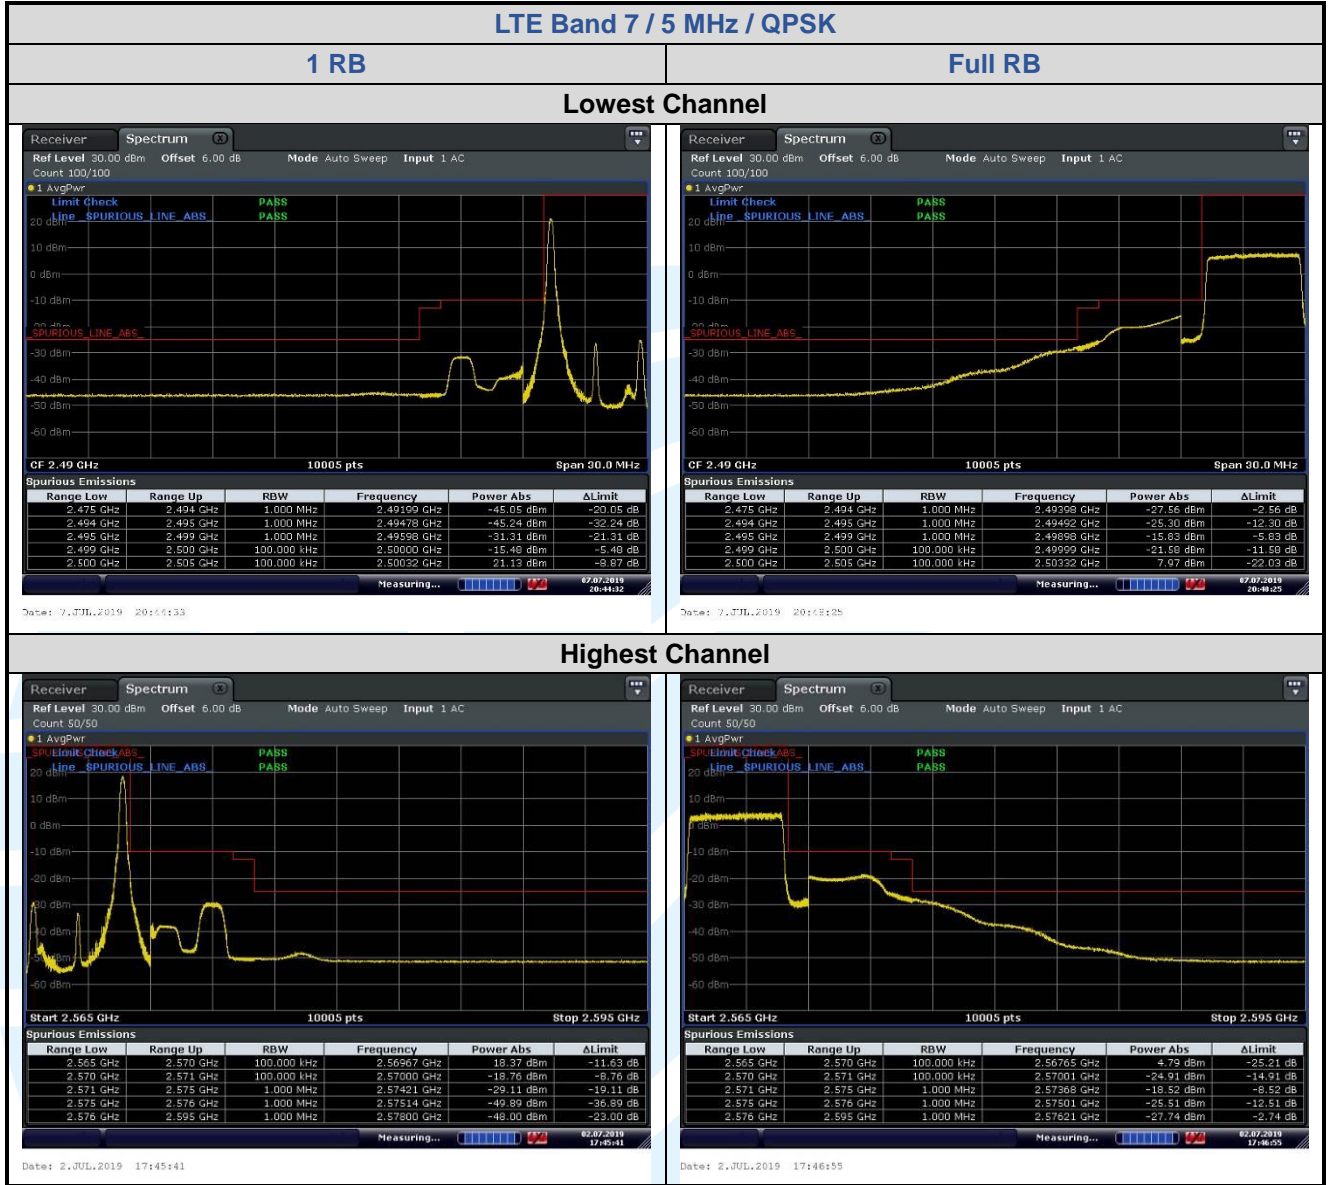 LTE Band 7 / 5 MHz / QPSK
1 RB Full RB
Lowest Channel
Receiver Spectrum
Ref Level 30.00 dBm Offset 6.00 dB Mode Auto Sweep Input 1 AC
Count 100/100
1 AvgPwr
Limit Check PASS
Line _SPURIOUS_LINE_ABS_ PASS
20 dBm
10 dBm
0 dBm
-10 dBm
-20 dBm
_SPURIOUS_LINE_ABS_
-30 dBm
-40 dBm
-50 dBm
-60 dBm
CF 2.49 GHz 10005 pts Span 30.0 MHz
Spurious Emissions
Range Low Range Up RBW Frequency Power Abs ΔLimit
2.475 GHz 2.494 GHz 1.000 MHz 2.49199 GHz -45.05 dBm -20.05 dB
2.494 GHz 2.495 GHz 1.000 MHz 2.49478 GHz -45.24 dBm -32.24 dB
2.495 GHz 2.499 GHz 1.000 MHz 2.49598 GHz -31.31 dBm -21.31 dB
2.499 GHz 2.500 GHz 100.000 kHz 2.50000 GHz -15.48 dBm -5.48 dB
2.500 GHz 2.505 GHz 100.000 kHz 2.50032 GHz 21.13 dBm -8.87 dB
Measuring... 07.07.2019
20:44:32
Date: 7.JUL.2019 20:44:33
Receiver Spectrum
Ref Level 30.00 dBm Offset 6.00 dB Mode Auto Sweep Input 1 AC
Count 100/100
1 AvgPwr
Limit Check PASS
Line _SPURIOUS_LINE_ABS_ PASS
20 dBm
10 dBm
0 dBm
-10 dBm
-20 dBm
_SPURIOUS_LINE_ABS_
-30 dBm
-40 dBm
-50 dBm
-60 dBm
CF 2.49 GHz 10005 pts Span 30.0 MHz
Spurious Emissions
Range Low Range Up RBW Frequency Power Abs ΔLimit
2.475 GHz 2.494 GHz 1.000 MHz 2.49398 GHz -27.56 dBm -2.56 dB
2.494 GHz 2.495 GHz 1.000 MHz 2.49492 GHz -25.30 dBm -12.30 dB
2.495 GHz 2.499 GHz 1.000 MHz 2.49898 GHz -15.83 dBm -5.83 dB
2.499 GHz 2.500 GHz 100.000 kHz 2.49999 GHz -21.58 dBm -11.58 dB
2.500 GHz 2.505 GHz 100.000 kHz 2.50332 GHz 7.97 dBm -22.03 dB
Measuring... 07.07.2019
20:48:25
Date: 7.JUL.2019 20:48:25
Highest Channel
Receiver Spectrum
Ref Level 30.00 dBm Offset 6.00 dB Mode Auto Sweep Input 1 AC
Count 50/50
1 AvgPwr
Limit Check PASS
Line _SPURIOUS_LINE_ABS_ PASS
20 dBm
10 dBm
0 dBm
-10 dBm
-20 dBm
-30 dBm
-40 dBm
-50 dBm
-60 dBm
Start 2.565 GHz 10005 pts Stop 2.595 GHz
Spurious Emissions
Range Low Range Up RBW Frequency Power Abs ΔLimit
2.565 GHz 2.570 GHz 100.000 kHz 2.56967 GHz 18.37 dBm -11.63 dB
2.570 GHz 2.571 GHz 100.000 kHz 2.57000 GHz -18.76 dBm -8.76 dB
2.571 GHz 2.575 GHz 1.000 MHz 2.57421 GHz -29.11 dBm -19.11 dB
2.575 GHz 2.576 GHz 1.000 MHz 2.57514 GHz -49.89 dBm -36.89 dB
2.576 GHz 2.595 GHz 1.000 MHz 2.57800 GHz -48.00 dBm -23.00 dB
Measuring... 02.07.2019
17:45:41
Date: 2.JUL.2019 17:45:41
Receiver Spectrum
Ref Level 30.00 dBm Offset 6.00 dB Mode Auto Sweep Input 1 AC
Count 50/50
1 AvgPwr
Limit Check PASS
Line _SPURIOUS_LINE_ABS_ PASS
20 dBm
10 dBm
0 dBm
-10 dBm
-20 dBm
-30 dBm
-40 dBm
-50 dBm
-60 dBm
Start 2.565 GHz 10005 pts Stop 2.595 GHz
Spurious Emissions
Range Low Range Up RBW Frequency Power Abs ΔLimit
2.565 GHz 2.570 GHz 100.000 kHz 2.56765 GHz 4.79 dBm -25.21 dB
2.570 GHz 2.571 GHz 100.000 kHz 2.57001 GHz -24.91 dBm -14.91 dB
2.571 GHz 2.575 GHz 1.000 MHz 2.57368 GHz -18.52 dBm -8.52 dB
2.575 GHz 2.576 GHz 1.000 MHz 2.57501 GHz -25.51 dBm -12.51 dB
2.576 GHz 2.595 GHz 1.000 MHz 2.57621 GHz -27.74 dBm -2.74 dB
Measuring... 02.07.2019
17:46:55
Date: 2.JUL.2019 17:46:55